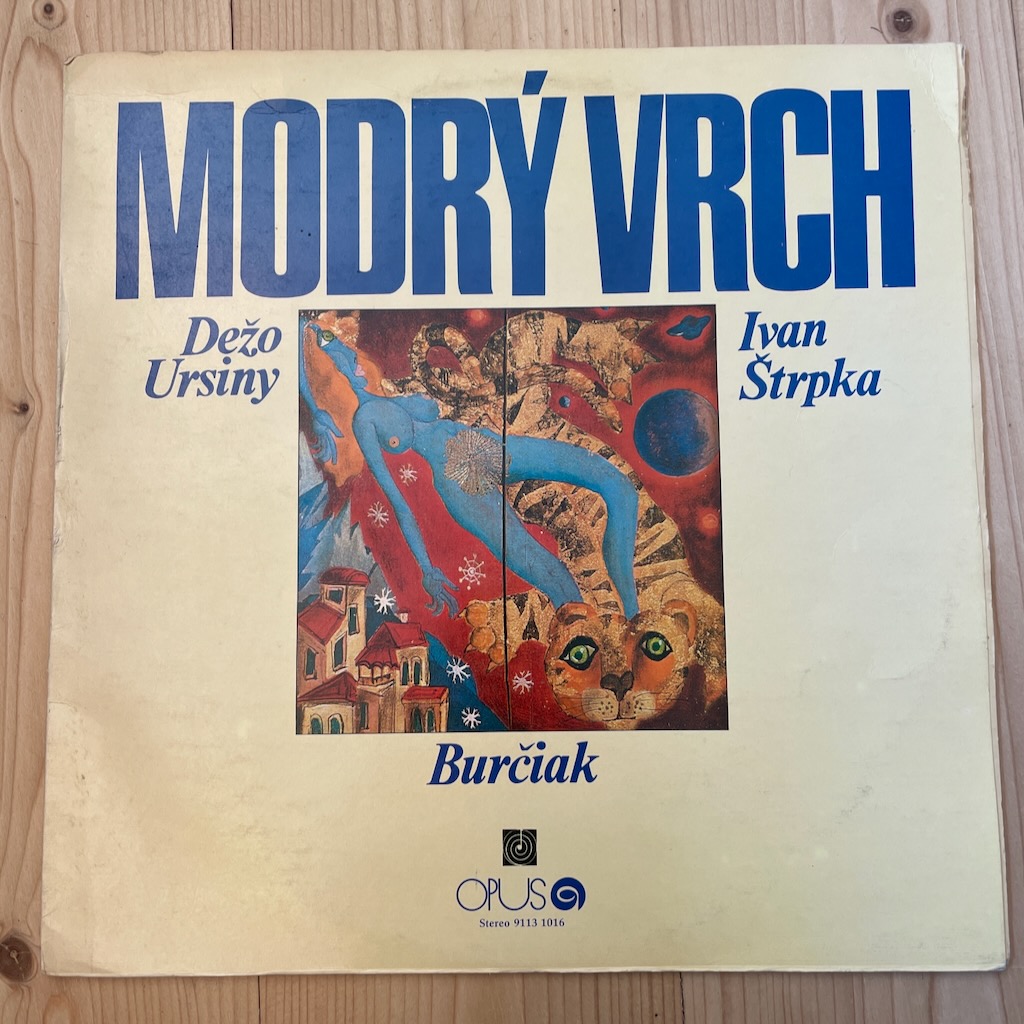 MODRÝ VRCH
Dežo
Ursiny
Ivan
Štrpka
Burčiak
OPUS
Stereo 9113 1016